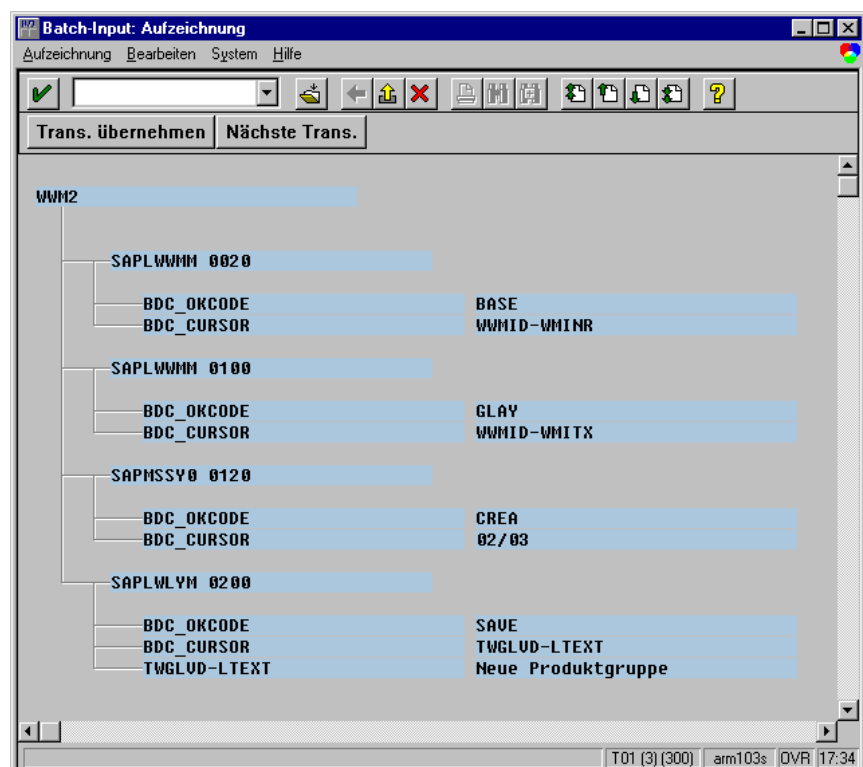 Batch-Input: Aufzeichnung
Aufzeichnung Bearbeiten System Hilfe
Trans. übernehmen Nächste Trans.
WWM2
SAPLWWMM 0020
BDC_OKCODE BASE
BDC_CURSOR WWMID-WMINR
SAPLWWMM 0100
BDC_OKCODE GLAY
BDC_CURSOR WWMID-WMITX
SAPMSSY0 0120
BDC_OKCODE CREA
BDC_CURSOR 02/03
SAPLWLYM 0200
BDC_OKCODE SAVE
BDC_CURSOR TWGLVD-LTEXT
TWGLVD-LTEXT Neue Produktgruppe
T01 (3) (300) arm103s OVR 17:34